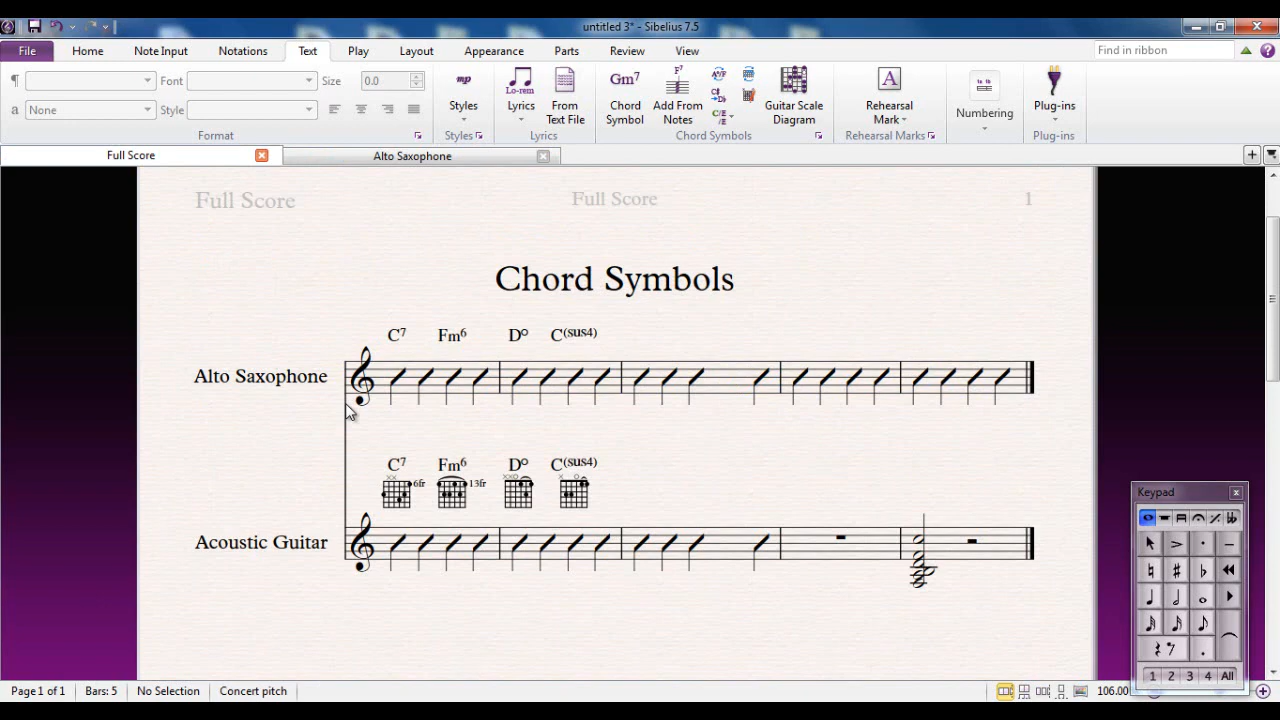 untitled 3* - Sibelius 7.5
File Home Note Input Notations Text Play Layout Appearance Parts Review View Find in ribbon
¶ Font Size 0.0
a None Style
mp
Styles
Lo-rem
Lyrics
From
Text File
Gm7
Chord
Symbol
F7
Add From
Notes
Guitar Scale
Diagram
A
Rehearsal
Mark
Numbering
Plug-ins
Format Styles Lyrics Chord Symbols Rehearsal Marks Plug-ins
Full Score Alto Saxophone
Full Score Full Score 1
Chord Symbols
C7 Fm6 D° C(sus4)
Alto Saxophone
C7 Fm6 D° C(sus4)
6fr 13fr
Acoustic Guitar
Keypad
1 2 3 4 All
Page 1 of 1 Bars: 5 No Selection Concert pitch 106.00